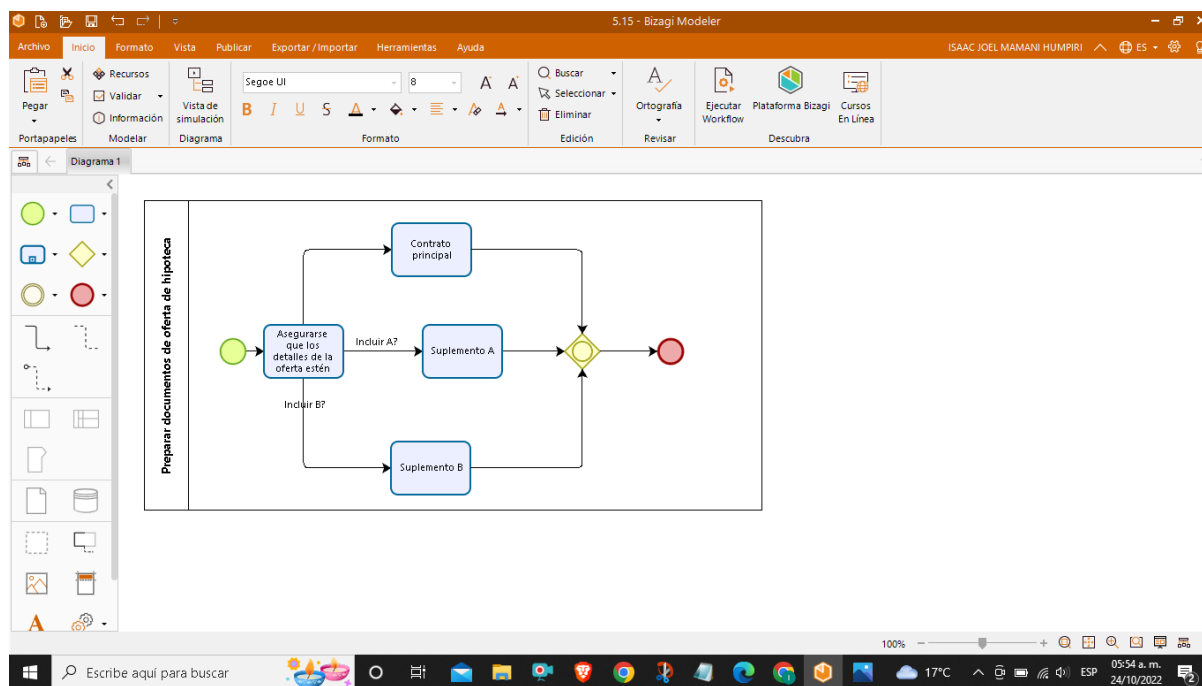 5.15 - Bizagi Modeler
Archivo Inicio Formato Vista Publicar Exportar / Importar Herramientas Ayuda
ISAAC JOEL MAMANI HUMPIRI ES
Pegar
Portapapeles
Recursos
Validar
Información
Modelar
Vista de
simulación
Diagrama
Segoe UI 8 A A
B I U S A A
Formato
Buscar
Seleccionar
Eliminar
Edición
A
Ortografía
Revisar
Ejecutar
Workflow
Plataforma Bizagi
Cursos
En Línea
Descubra
Diagrama 1
Preparar documentos de oferta de hipoteca
Contrato
principal
Asegurarse
que los
detalles de la
oferta estén
Incluir A?
Suplemento A
Incluir B?
Suplemento B
A
100%
Escribe aquí para buscar
17°C
ESP
05:54 a. m.
24/10/2022
2